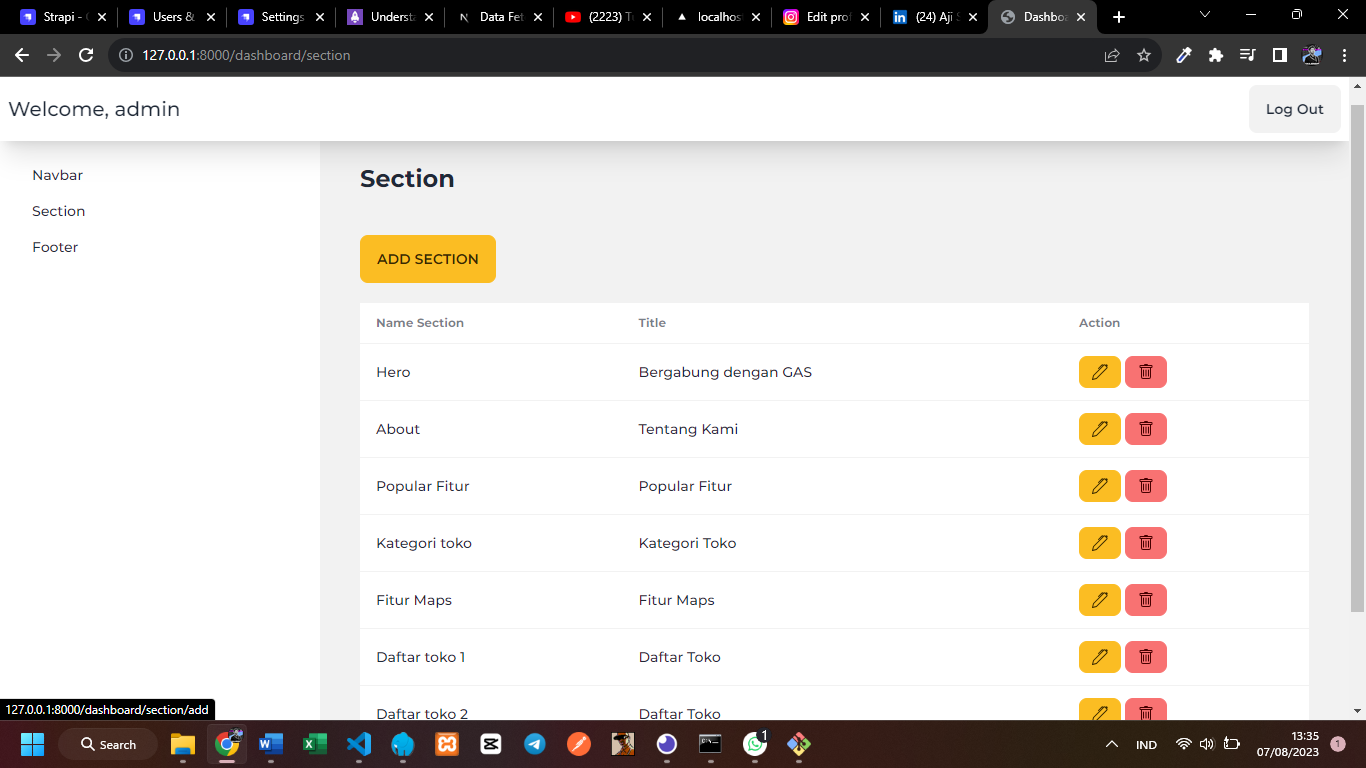 Strapi -
Users &
Settings
Underst
Data Fet
(2223) T
localhos
Edit prof
(24) Aji S
Dashboa
127.0.0.1:8000/dashboard/section
Welcome, admin
Log Out
Navbar
Section
Footer
Section
ADD SECTION
Name Section Title Action
Hero Bergabung dengan GAS
About Tentang Kami
Popular Fitur Popular Fitur
Kategori toko Kategori Toko
Fitur Maps Fitur Maps
Daftar toko 1 Daftar Toko
Daftar toko 2 Daftar Toko
127.0.0.1:8000/dashboard/section/add
Search
1
IND
13:35
07/08/2023
1